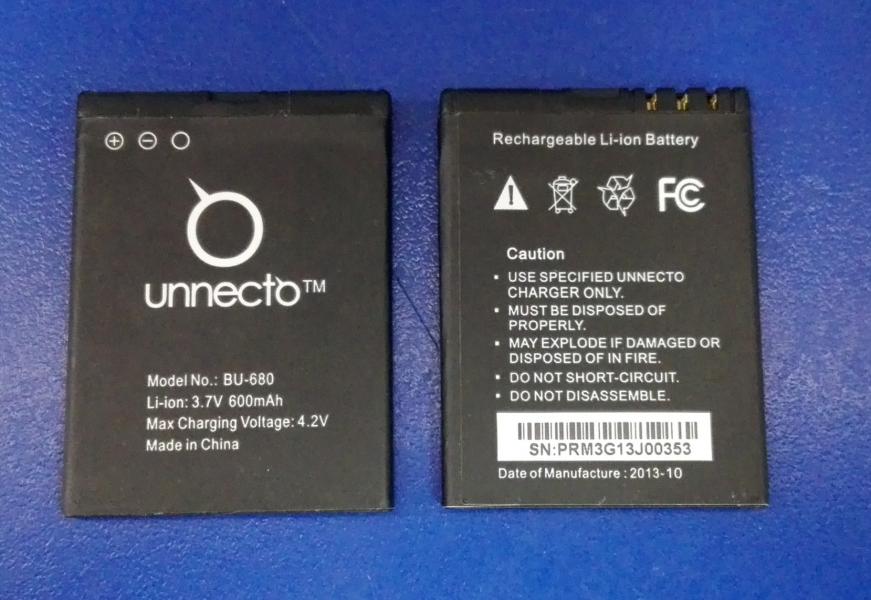 unnecto™
Model No.: BU-680
Li-ion: 3.7V 600mAh
Max Charging Voltage: 4.2V
Made in China
Rechargeable Li-ion Battery
FC
Caution
• USE SPECIFIED UNNECTO
CHARGER ONLY.
• MUST BE DISPOSED OF
PROPERLY.
• MAY EXPLODE IF DAMAGED OR
DISPOSED OF IN FIRE.
• DO NOT SHORT-CIRCUIT.
• DO NOT DISASSEMBLE.
SN:PRM3G13J00353
Date of Manufacture : 2013-10